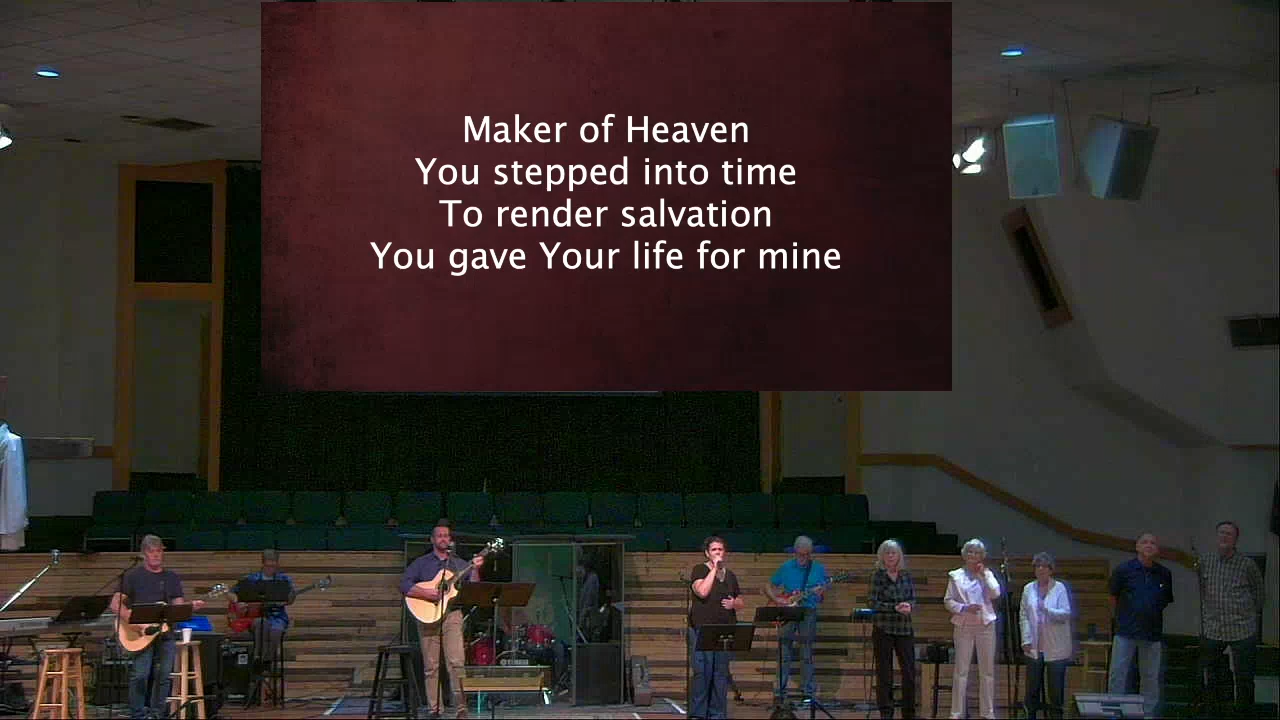 Maker of Heaven
You stepped into time
To render salvation
You gave Your life for mine